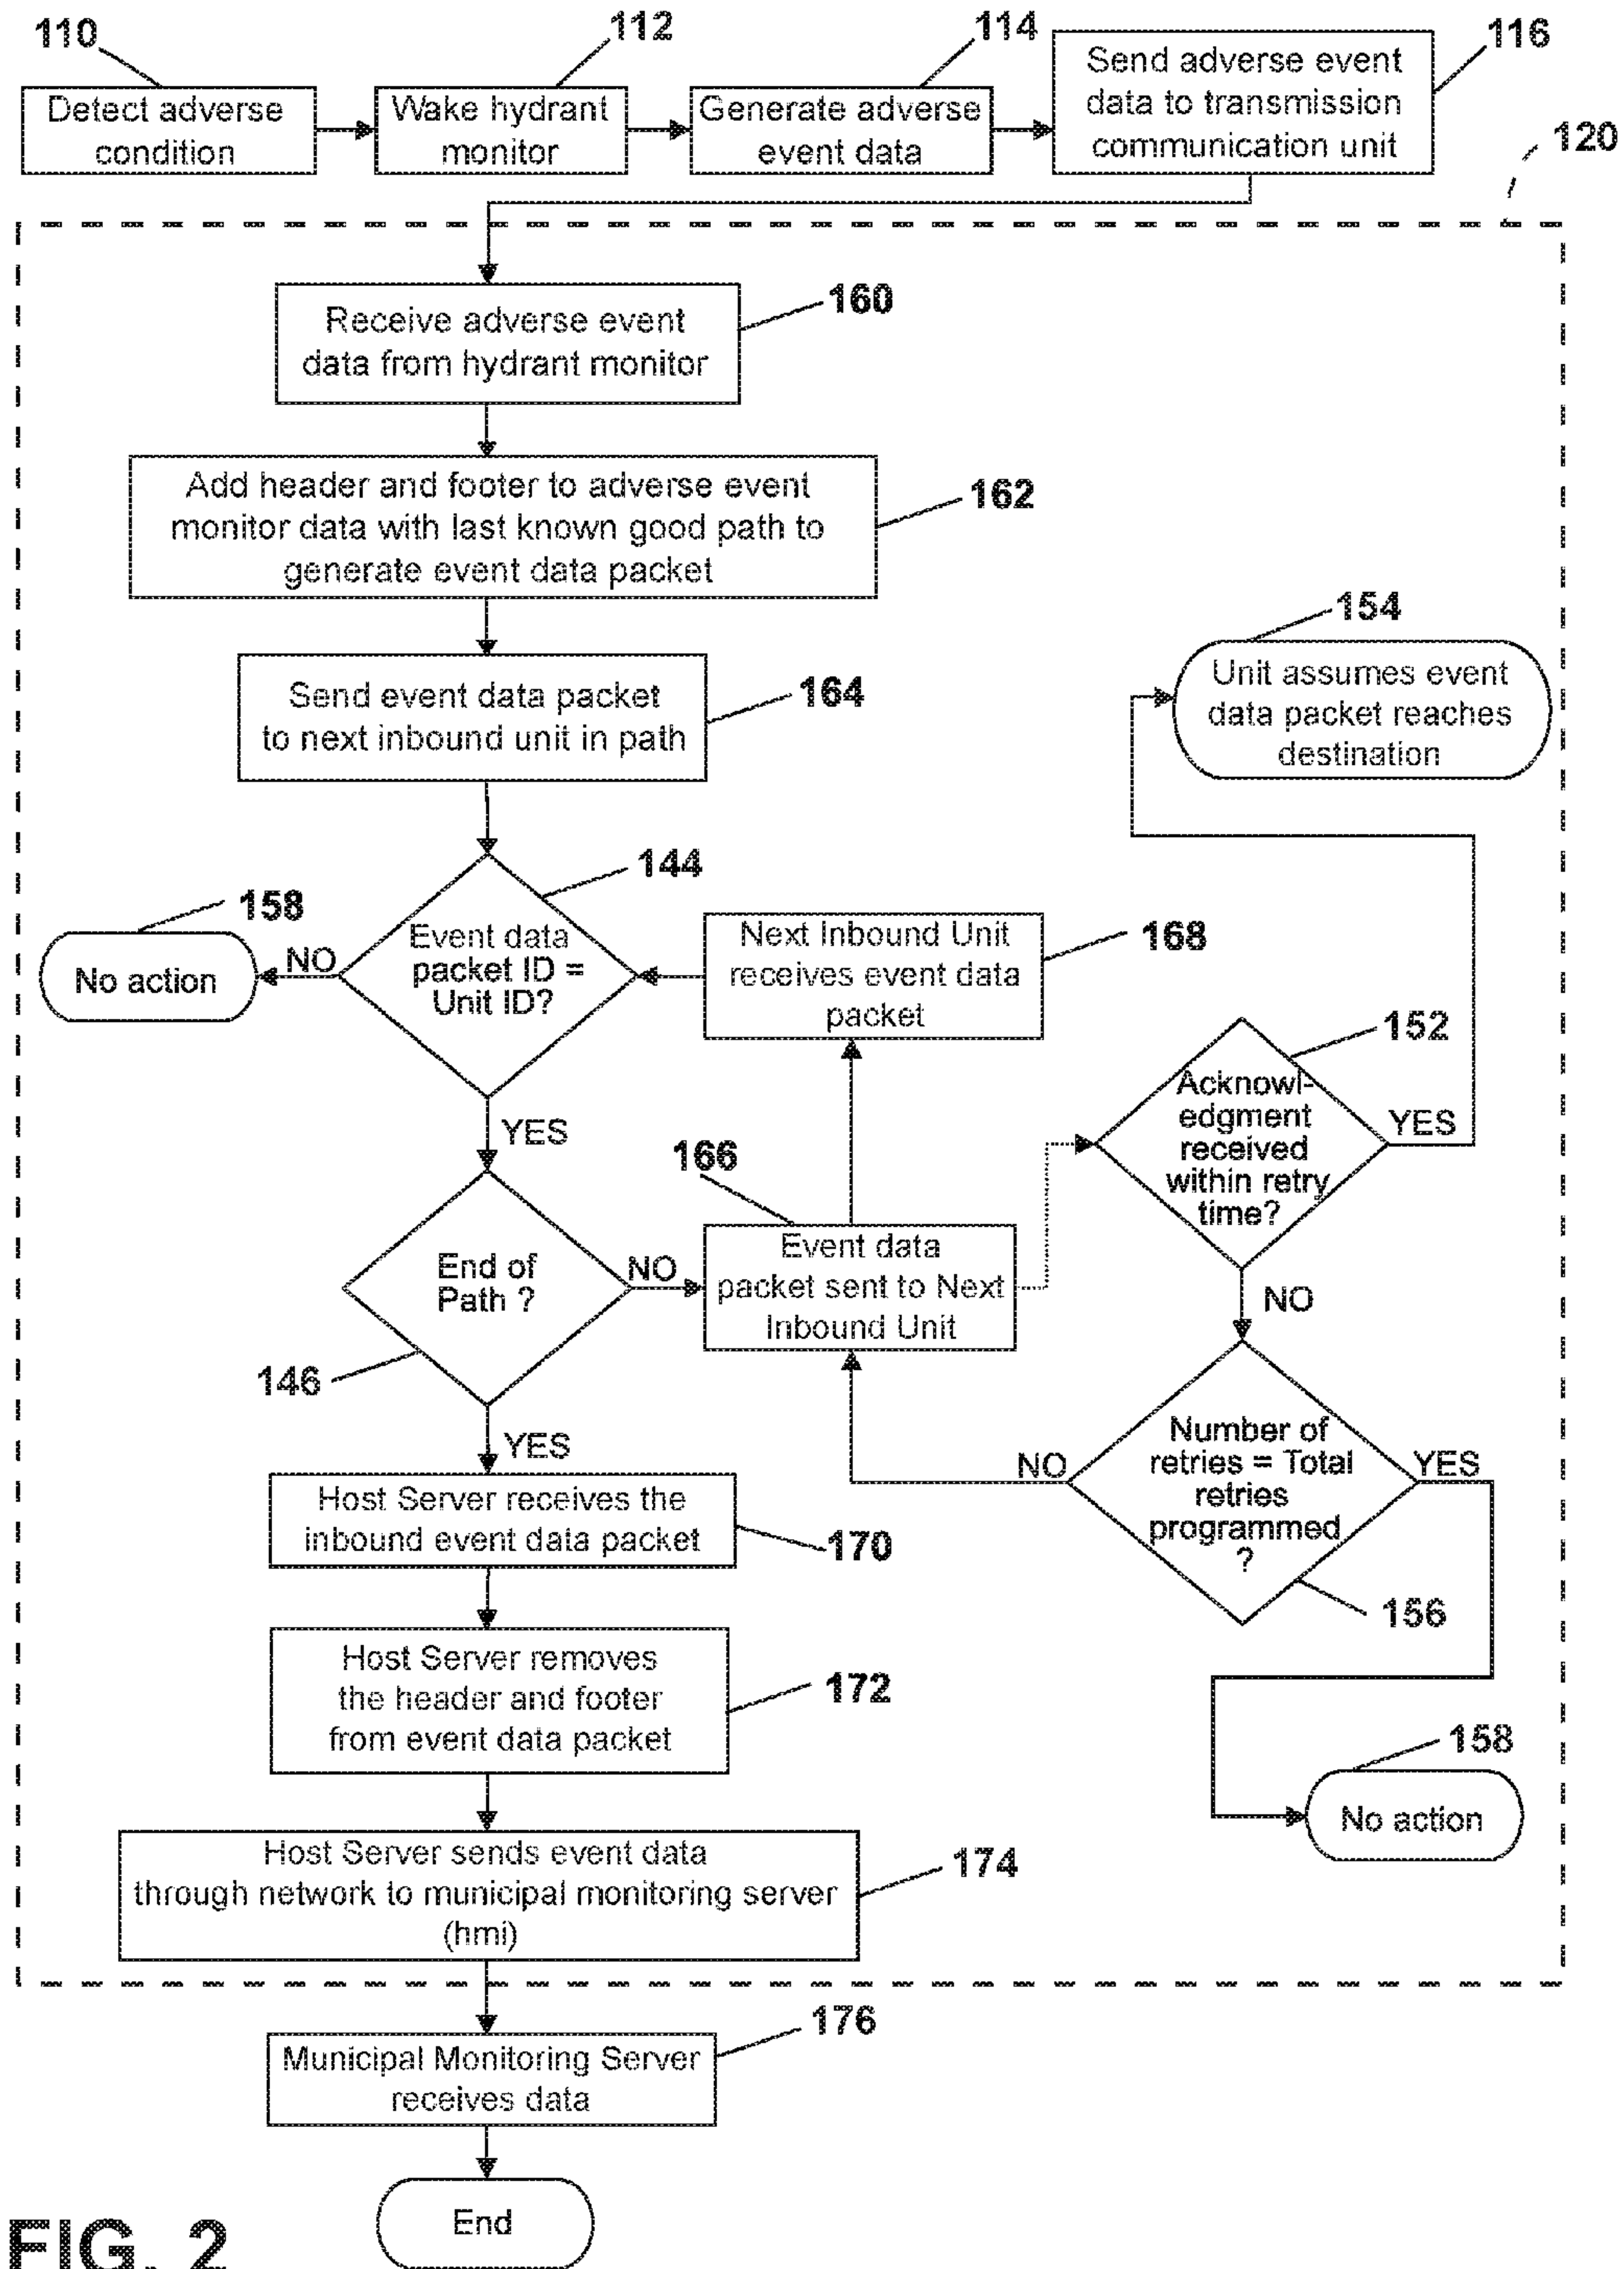 110
112
114
116
Detect adverse
condition
Wake hydrant
monitor
Generate adverse
event data
Send adverse event
data to transmission
communication unit
120
160
Receive adverse event
data from hydrant monitor
162
Add header and footer to adverse event
monitor data with last known good path to
generate event data packet
154
Unit assumes event
data packet reaches
destination
164
Send event data packet
to next inbound unit in path
144
Event data
packet ID =
Unit ID?
158
No action
NO
168
Next Inbound Unit
receives event data
packet
YES
152
Acknowl-
edgment
received
within retry
time?
YES
NO
166
Event data
packet sent to Next
Inbound Unit
End of
Path ?
NO
146
YES
Number of
retries = Total
retries
programmed
?
NO
YES
156
Host Server receives the
inbound event data packet
170
Host Server removes
the header and footer
from event data packet
172
158
No action
Host Server sends event data
through network to municipal monitoring server
(hmi)
174
176
Municipal Monitoring Server
receives data
End
FIG. 2